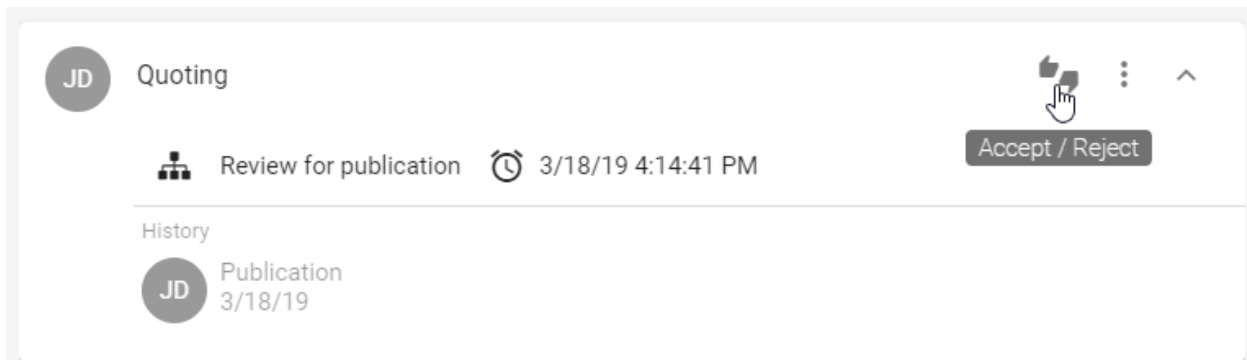 JD Quoting
Accept / Reject
Review for publication 3/18/19 4:14:41 PM
History
JD Publication
3/18/19